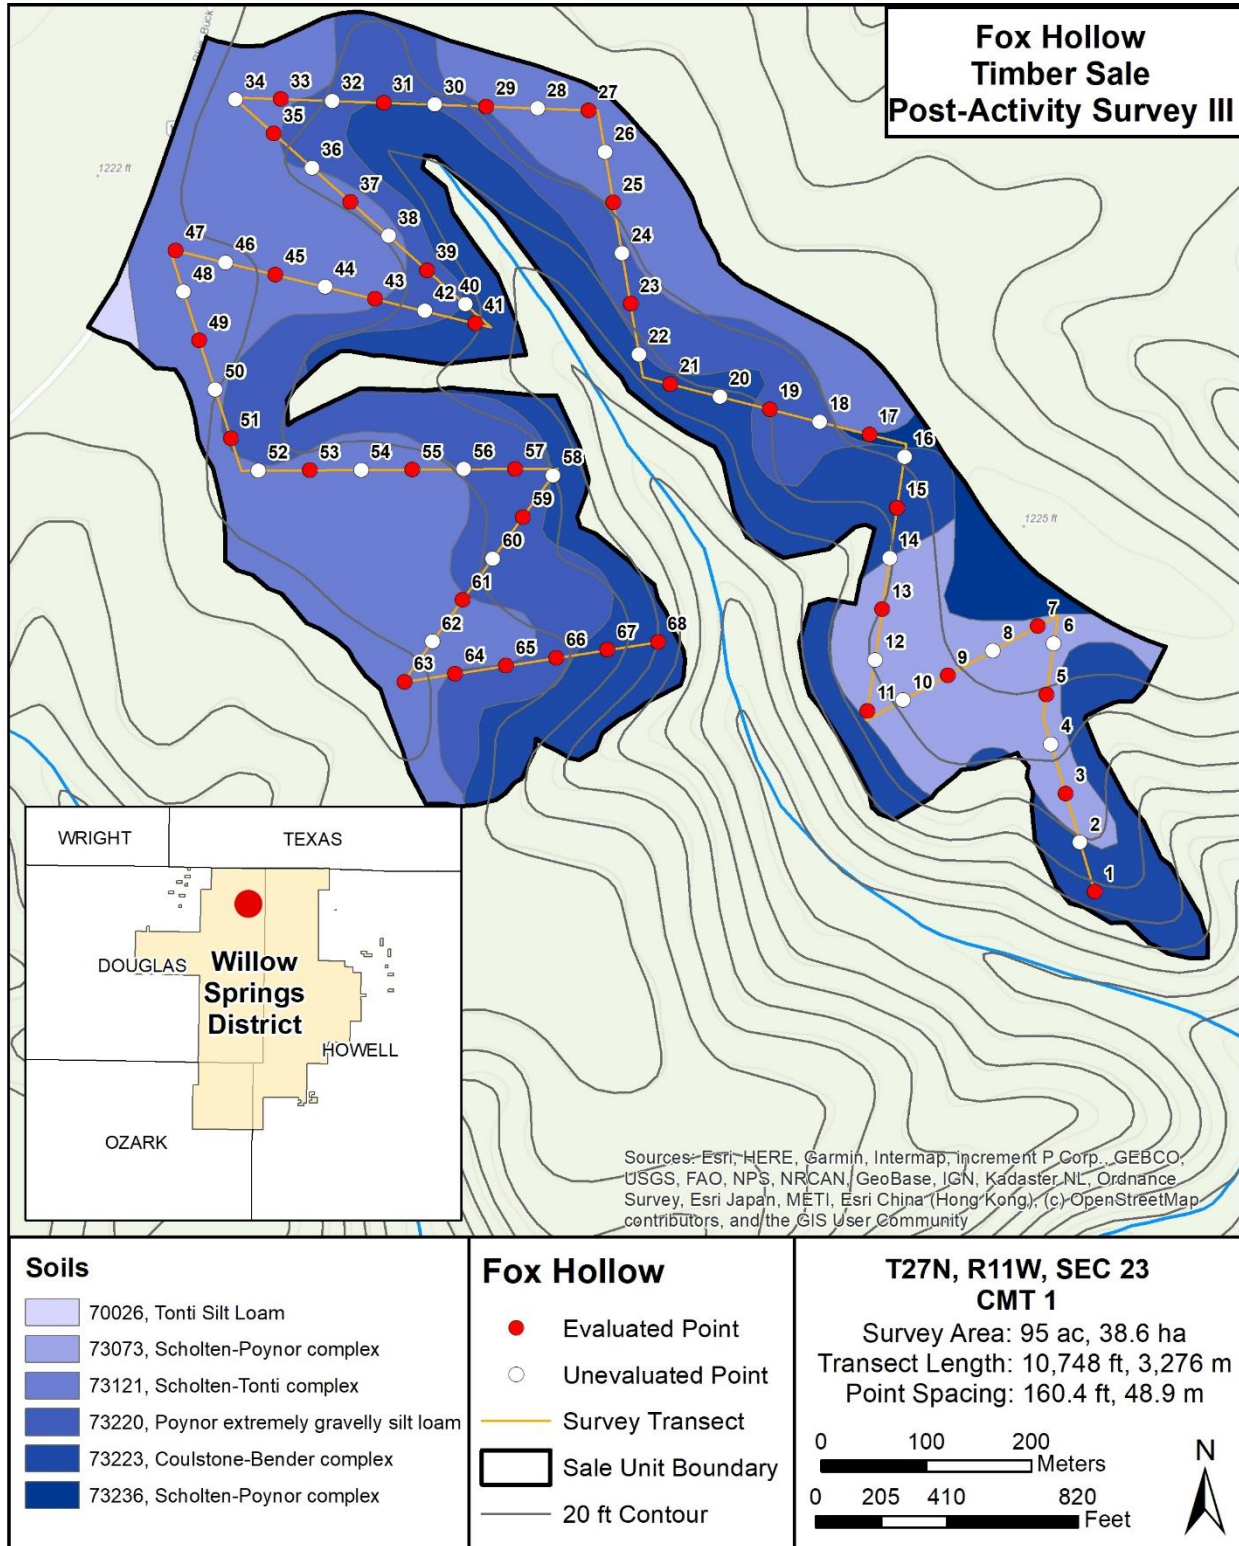 Fox Hollow
Timber Sale
Post-Activity Survey III
Buck
1222 ft
34 33 32 31 30 29 28 27
35
26
36
37
25
38
24
47 46 45 44 43 39 42 40 41
23
48
49
22
21 20 19 18 17 16
50
51
52 53 54 55 56 57 58
15
59
1225 ft
14
60
13
61
7
62
12
8 6
63 64 65 66 67 68
9
5
11 10
4
3
2
1
WRIGHT
TEXAS
DOUGLAS
Willow
Springs
District
HOWELL
OZARK
Sources: Esri, HERE, Garmin, Intermap, increment P Corp., GEBCO,
USGS, FAO, NPS, NRCAN, GeoBase, IGN, Kadaster NL, Ordnance
Survey, Esri Japan, METI, Esri China (Hong Kong), (c) OpenStreetMap
contributors, and the GIS User Community
Soils
70026, Tonti Silt Loam
73073, Scholten-Poynor complex
73121, Scholten-Tonti complex
73220, Poynor extremely gravelly silt loam
73223, Coulstone-Bender complex
73236, Scholten-Poynor complex
Fox Hollow
Evaluated Point
Unevaluated Point
Survey Transect
Sale Unit Boundary
20 ft Contour
T27N, R11W, SEC 23
CMT 1
Survey Area: 95 ac, 38.6 ha
Transect Length: 10,748 ft, 3,276 m
Point Spacing: 160.4 ft, 48.9 m
0 100 200
Meters
0 205 410 820
Feet
N